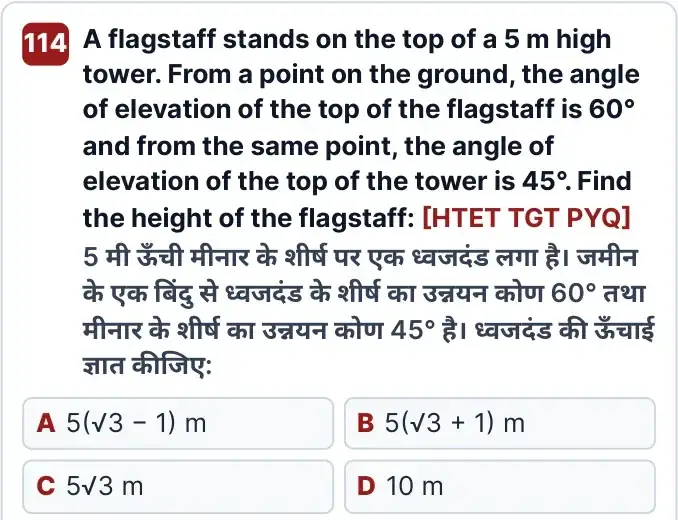 114 A flagstaff stands on the top of a 5 m high
tower. From a point on the ground, the angle
of elevation of the top of the flagstaff is 60°
and from the same point, the angle of
elevation of the top of the tower is 45°. Find
the height of the flagstaff: [HTET TGT PYQ]
5 मी ऊँची मीनार के शीर्ष पर एक ध्वजदंड लगा है। जमीन
के एक बिंदु से ध्वजदंड के शीर्ष का उन्नयन कोण 60° तथा
मीनार के शीर्ष का उन्नयन कोण 45° है। ध्वजदंड की ऊँचाई
ज्ञात कीजिए:
A 5(√3 − 1) m
B 5(√3 + 1) m
C 5√3 m
D 10 m